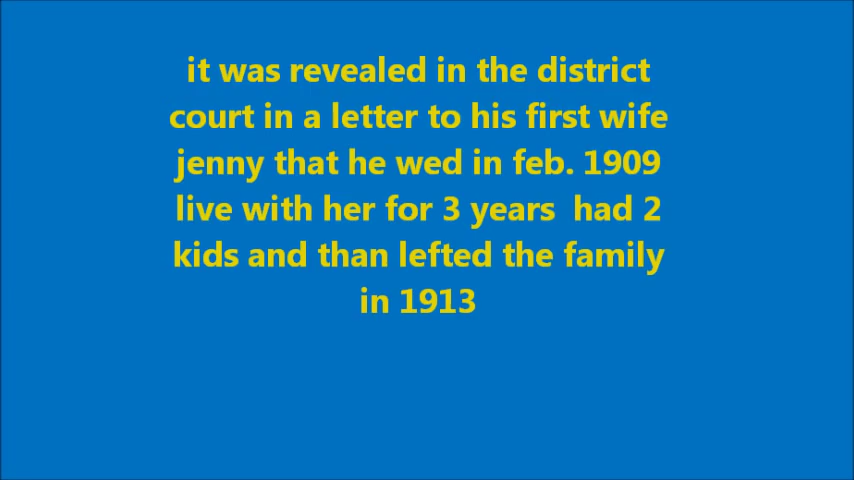 it was revealed in the district
court in a letter to his first wife
jenny that he wed in feb. 1909
live with her for 3 years  had 2
kids and than lefted the family
in 1913